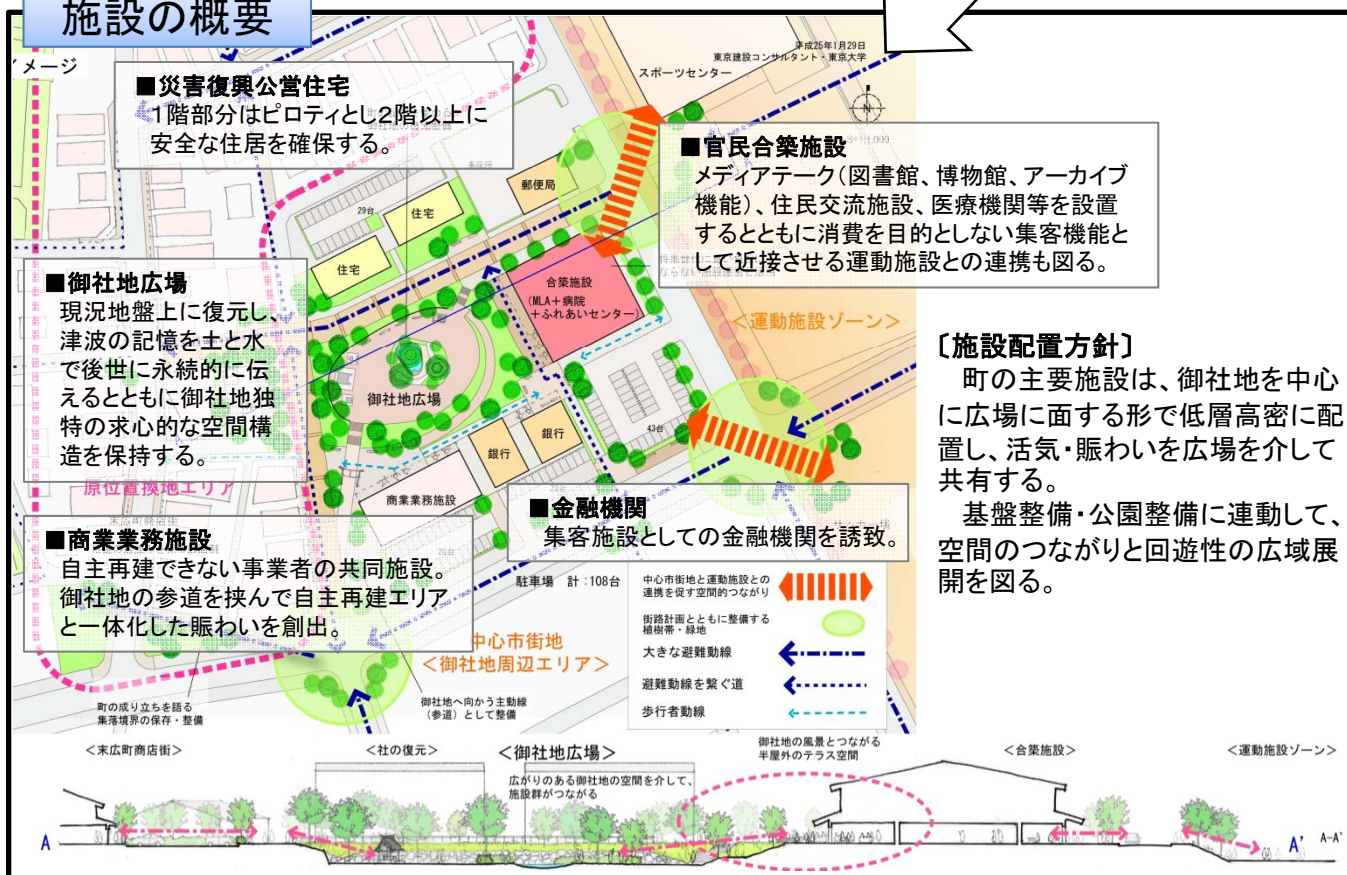 施設の概要
イメージ
平成25年1月29日
東京建設コンサルタント・東京大学
スポーツセンター
N
■災害復興公営住宅
1階部分はピロティとし2階以上に
安全な住居を確保する。
■官民合築施設
メディアテーク(図書館、博物館、アーカイブ
機能)、住民交流施設、医療機関等を設置
するとともに消費を目的としない集客機能と
して近接させる運動施設との連携も図る。
郵便局
29台
住宅
住宅
■御社地広場
現況地盤上に復元し、
津波の記憶を土と水
で後世に永続的に伝
えるとともに御社地独
特の求心的な空間構
造を保持する。
合築施設
(MLA+病院
+ふれあいセンター)
<運動施設ゾーン>
御社地広場
43台
銀行
銀行
商業業務施設
原位置換地エリア
〔施設配置方針〕
町の主要施設は、御社地を中心
に広場に面する形で低層高密に配
置し、活気・賑わいを広場を介して
共有する。
基盤整備・公園整備に連動して、
空間のつながりと回遊性の広域展
開を図る。
■金融機関
集客施設としての金融機関を誘致。
■商業業務施設
自主再建できない事業者の共同施設。
御社地の参道を挟んで自主再建エリア
と一体化した賑わいを創出。
駐車場 計:108台
中心市街地と運動施設との
連携を促す空間的つながり
街路計画とともに整備する
植樹帯・緑地
大きな避難動線
避難動線を繋ぐ道
歩行者動線
中心市街地
<御社地周辺エリア>
町の成り立ちを語る
集落境界の保存・整備
御社地へ向かう主動線
(参道)として整備
<末広町商店街>
<社の復元>
<御社地広場>
広がりのある御社地の空間を介して、
施設群がつながる
御社地の風景とつながる
半屋外のテラス空間
<合築施設>
<運動施設ゾーン>
A
A'
A-A'